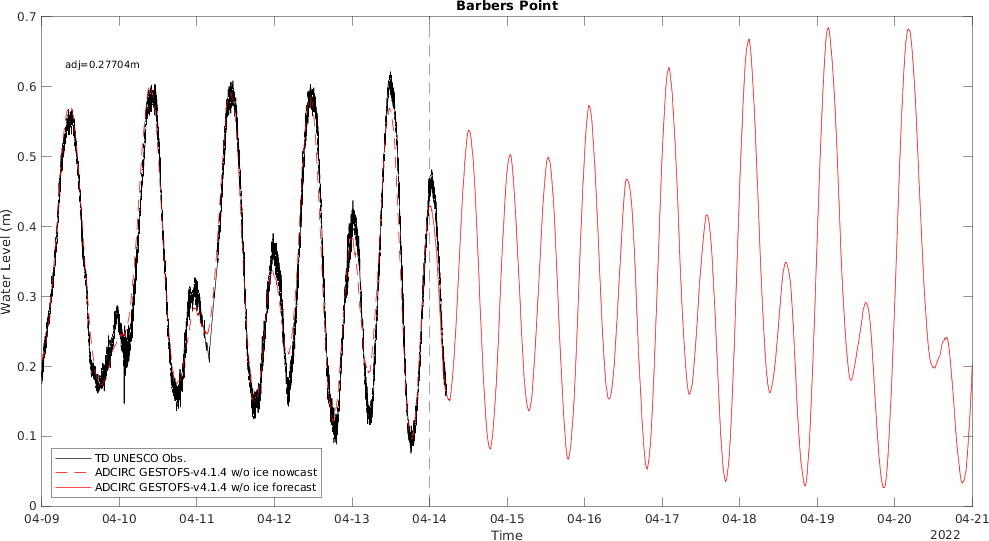 Barbers Point
adj=0.27704m
0.7
0.6
0.5
0.4
0.3
0.2
0.1
0
Water Level (m)
TD UNESCO Obs.
ADCIRC GESTOFS-v4.1.4 w/o ice nowcast
ADCIRC GESTOFS-v4.1.4 w/o ice forecast
04-09 04-10 04-11 04-12 04-13 04-14 04-15 04-16 04-17 04-18 04-19 04-20 04-21
Time
2022